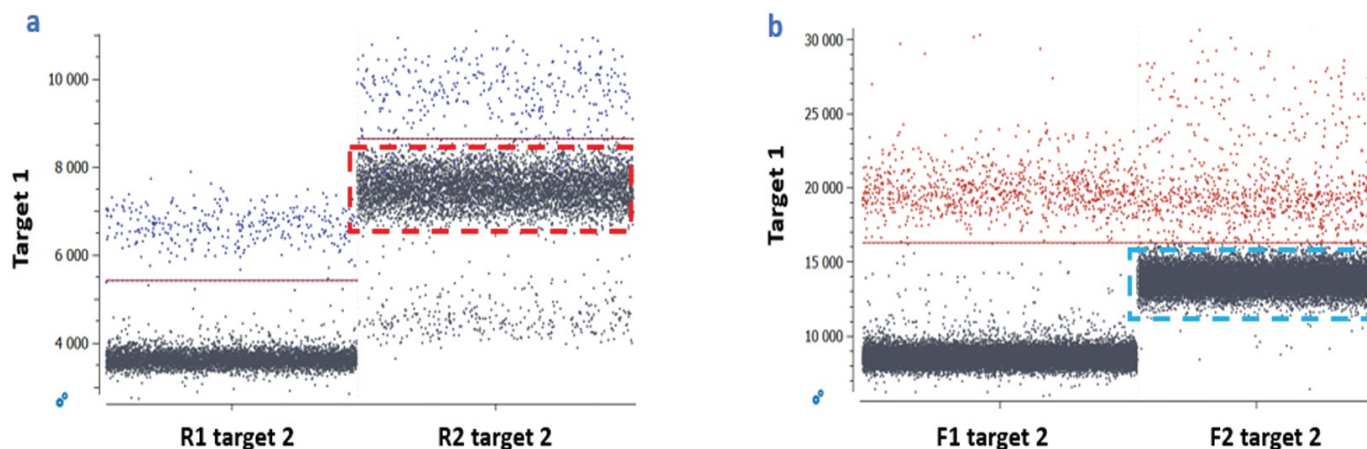 a
10 000
8 000
6 000
4 000
Target 1
R1 target 2
R2 target 2
b
30 000
25 000
20 000
15 000
10 000
Target 1
F1 target 2
F2 target 2